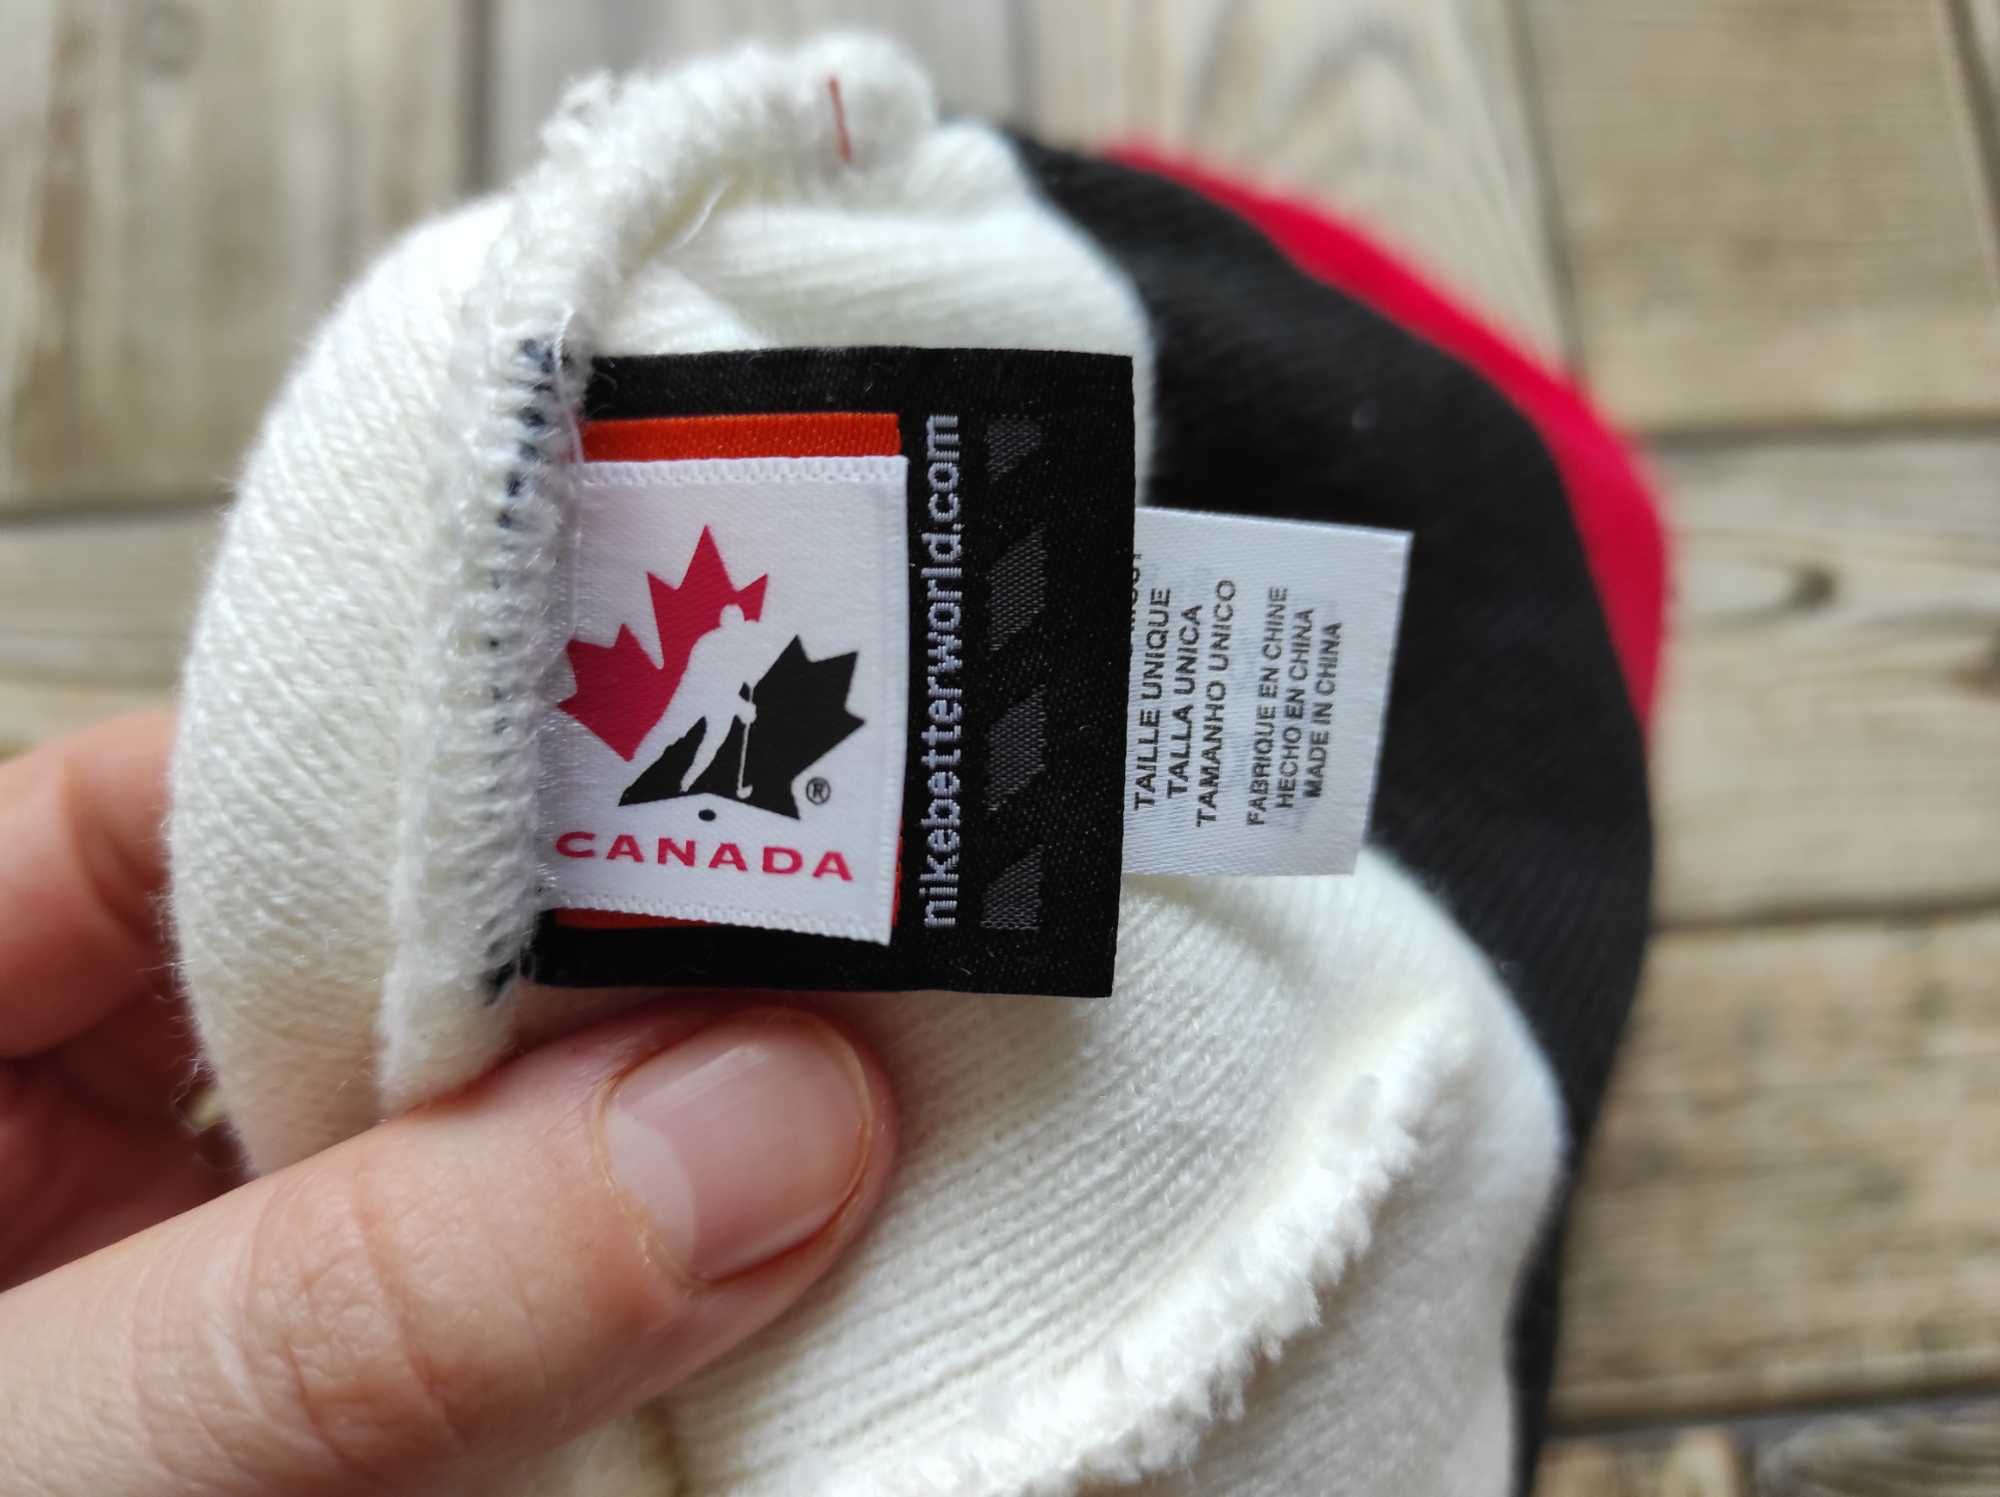 CANADA
®
nikebetterworld.com
TAILLE UNIQUE
TALLA UNICA
TAMANHO UNICO
FABRIQUE EN CHINE
HECHO EN CHINA
MADE IN CHINA